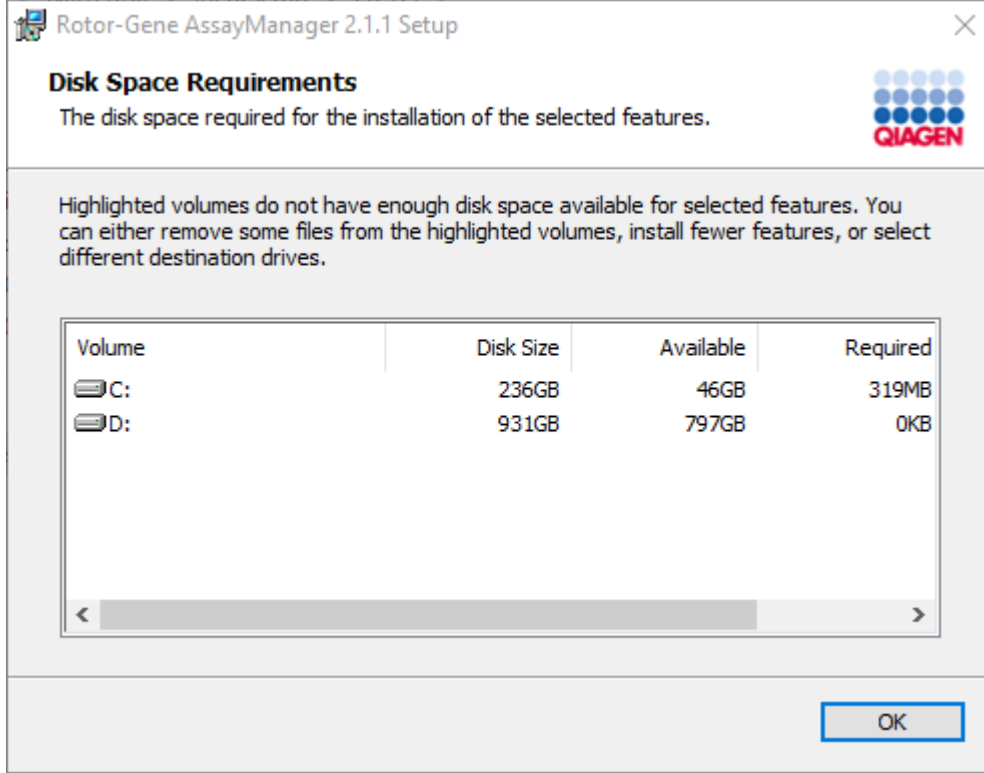 Rotor-Gene AssayManager 2.1.1 Setup
Disk Space Requirements
The disk space required for the installation of the selected features.
QIAGEN
Highlighted volumes do not have enough disk space available for selected features. You
can either remove some files from the highlighted volumes, install fewer features, or select
different destination drives.
Volume Disk Size Available Required
C: 236GB 46GB 319MB
D: 931GB 797GB 0KB
OK